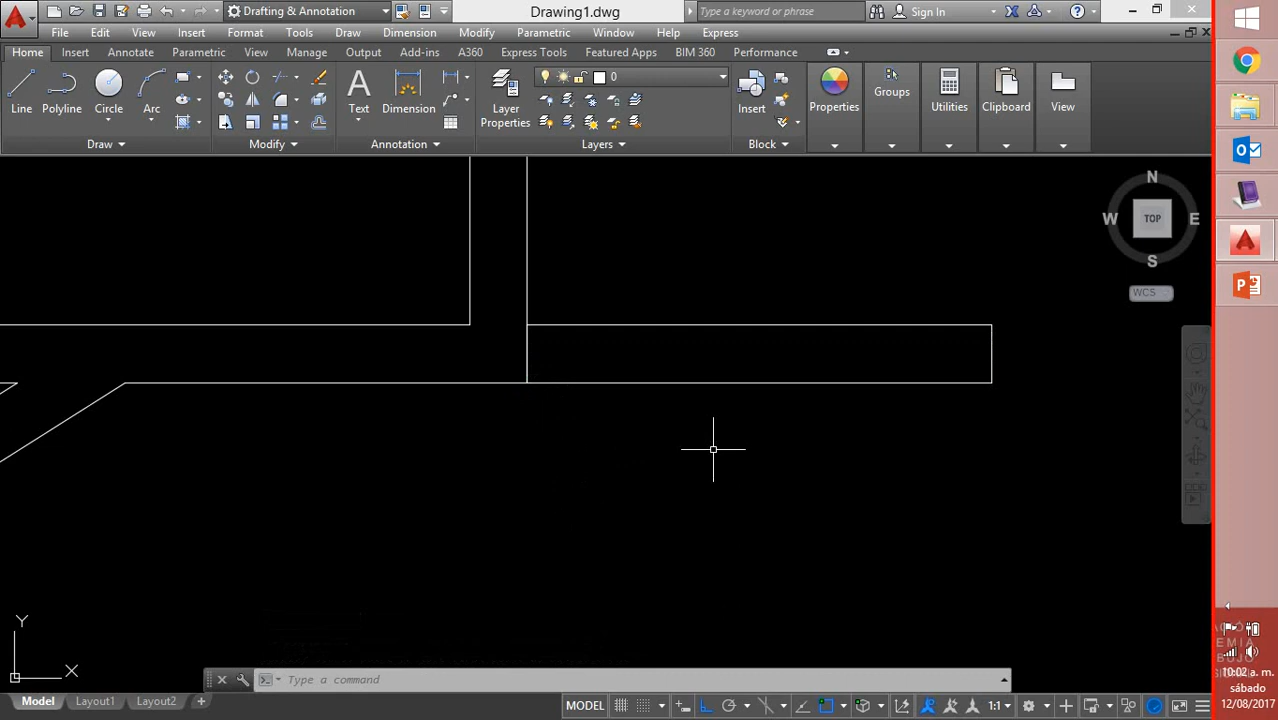 Drafting & Annotation
Drawing1.dwg
Type a keyword or phrase
Sign In
File Edit View Insert Format Tools Draw Dimension Modify Parametric Window Help Express
Home Insert Annotate Parametric View Manage Output Add-ins A360 Express Tools Featured Apps BIM 360 Performance
0
Line Polyline Circle Arc Text Dimension Layer Properties Insert Properties Groups Utilities Clipboard View
Draw Modify Annotation Layers Block
N
W TOP E
S
WCS
Y
X
Type a command
Model Layout1 Layout2 +
MODEL 1:1
10:02 a. m.
sábado
12/08/2017